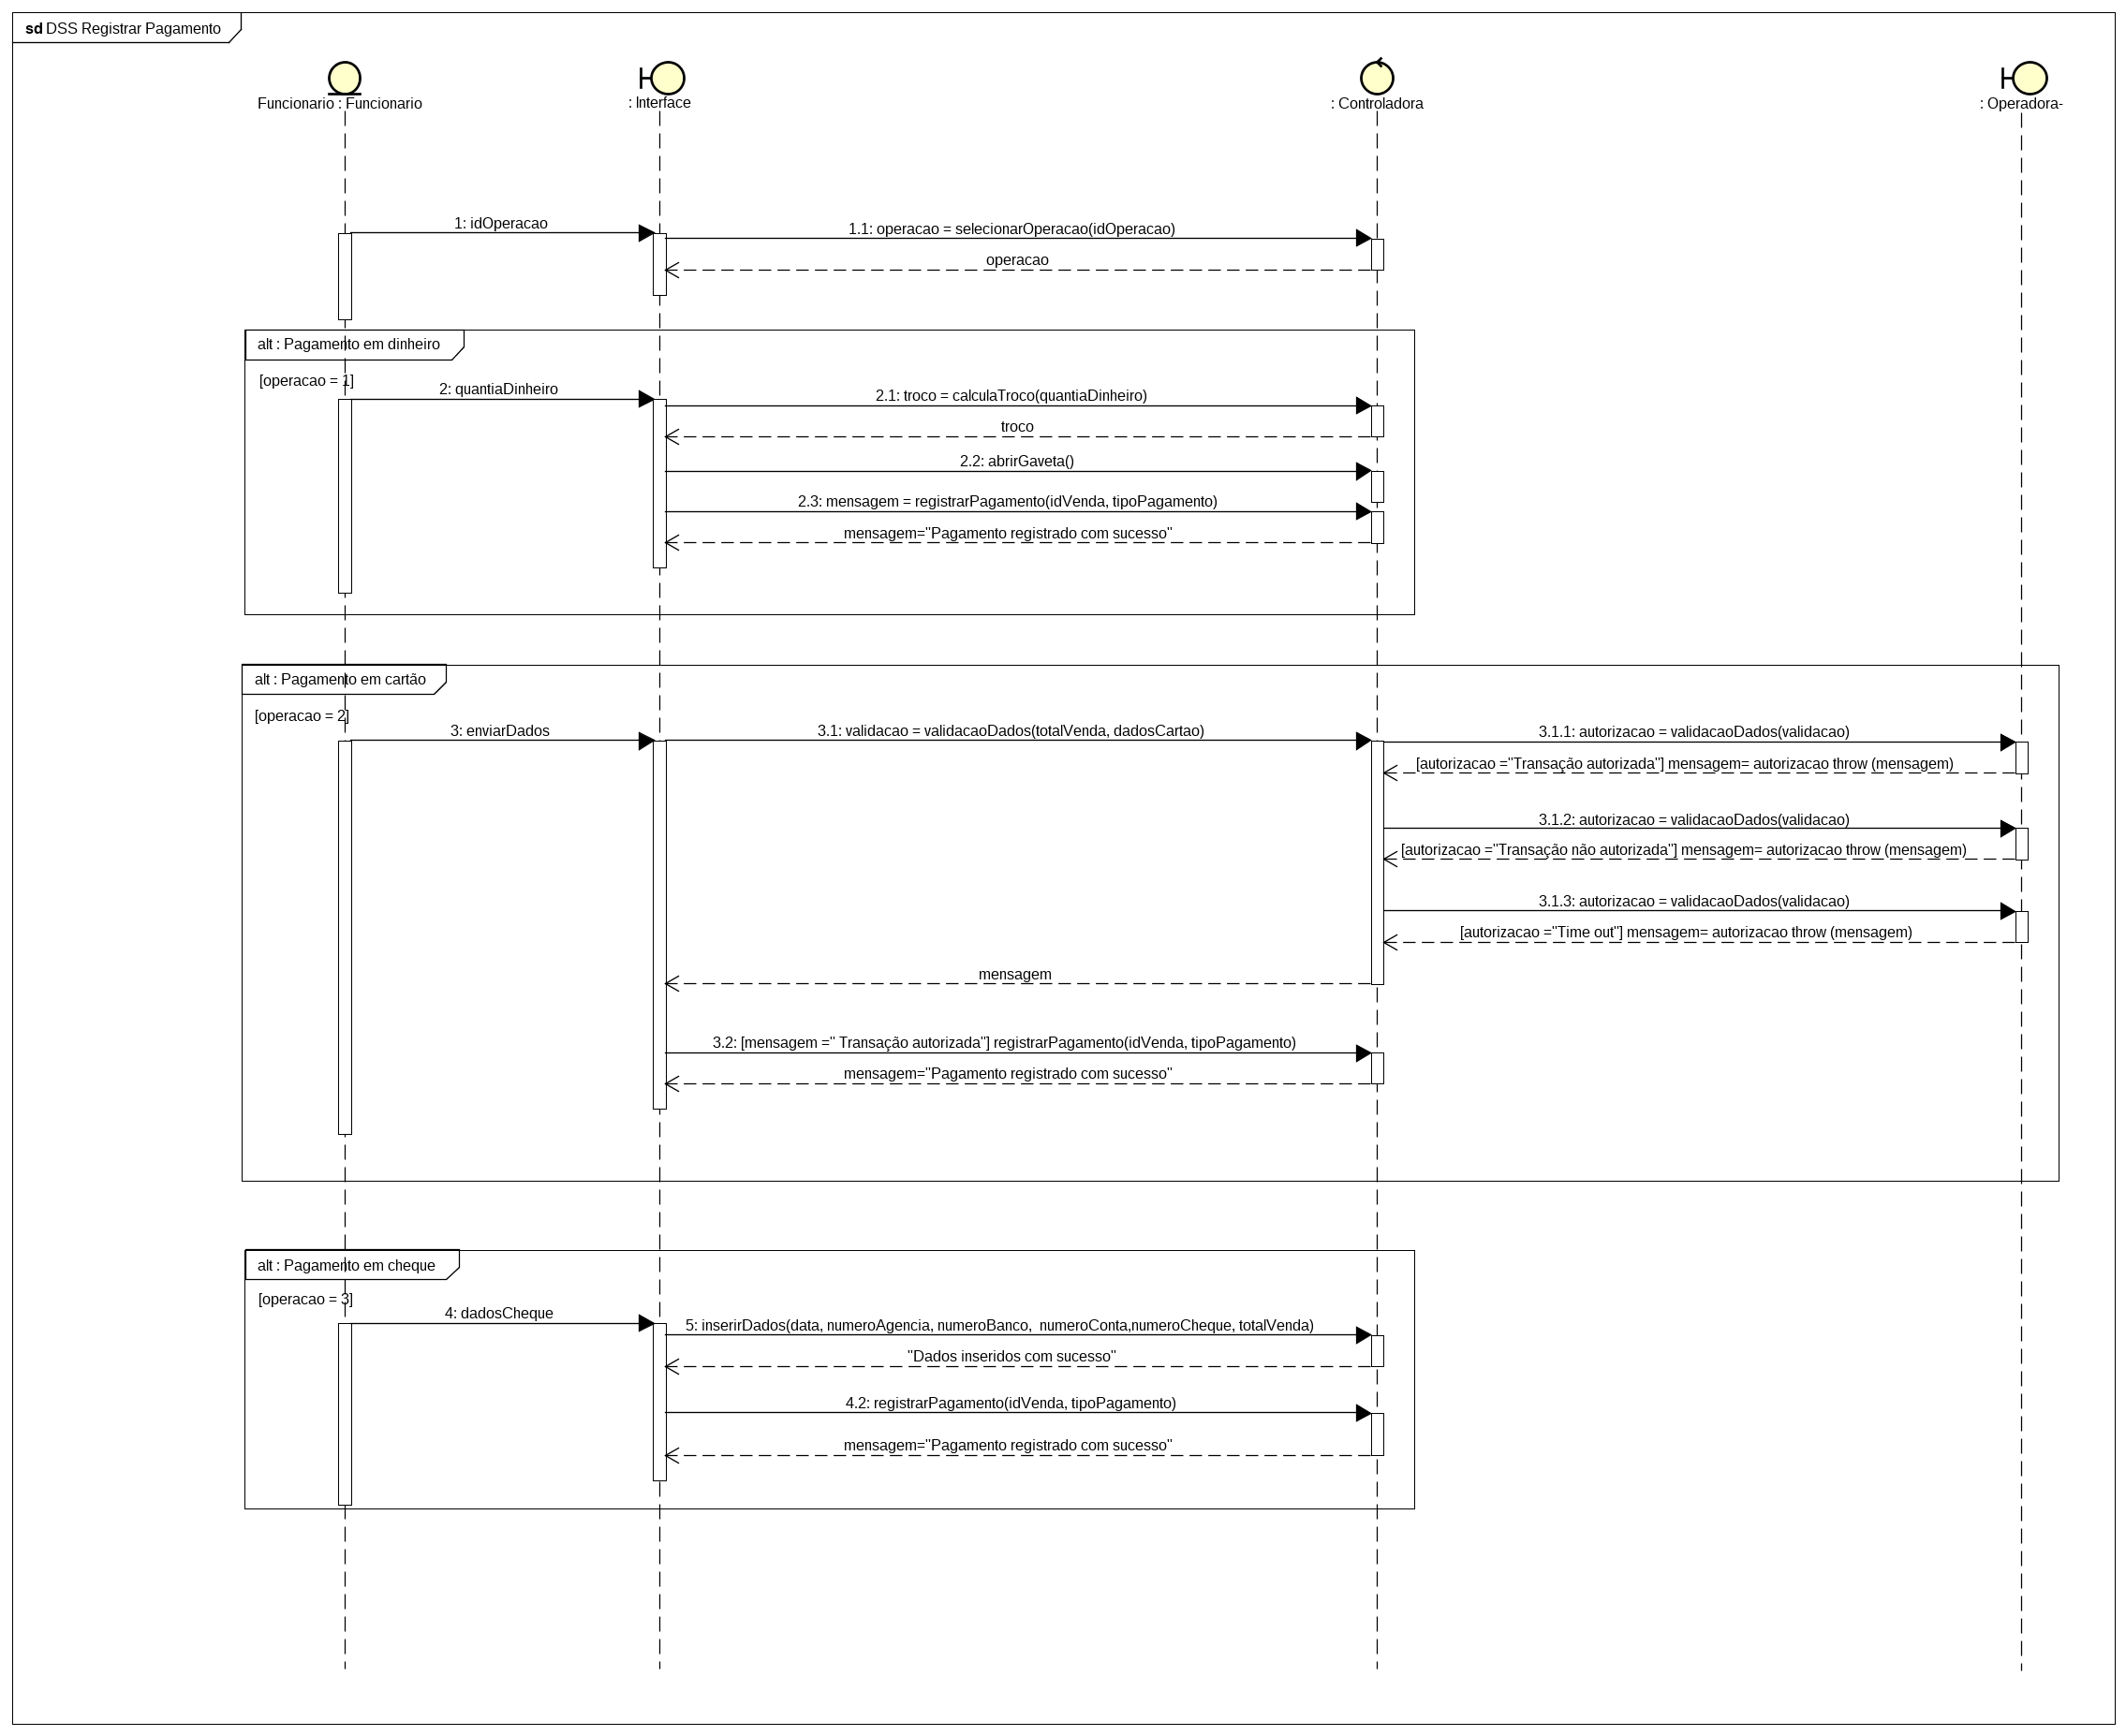 sd DSS Registrar Pagamento
Funcionario : Funcionario
: Interface
: Controladora
: Operadora-
1: idOperacao
1.1: operacao = selecionarOperacao(idOperacao)
operacao
alt : Pagamento em dinheiro
[operacao = 1]
2: quantiaDinheiro
2.1: troco = calculaTroco(quantiaDinheiro)
troco
2.2: abrirGaveta()
2.3: mensagem = registrarPagamento(idVenda, tipoPagamento)
mensagem="Pagamento registrado com sucesso"
alt : Pagamento em cartão
[operacao = 2]
3: enviarDados
3.1: validacao = validacaoDados(totalVenda, dadosCartao)
3.1.1: autorizacao = validacaoDados(validacao)
[autorizacao ="Transação autorizada"] mensagem= autorizacao throw (mensagem)
3.1.2: autorizacao = validacaoDados(validacao)
[autorizacao ="Transação não autorizada"] mensagem= autorizacao throw (mensagem)
3.1.3: autorizacao = validacaoDados(validacao)
[autorizacao ="Time out"] mensagem= autorizacao throw (mensagem)
mensagem
3.2: [mensagem =" Transação autorizada"] registrarPagamento(idVenda, tipoPagamento)
mensagem="Pagamento registrado com sucesso"
alt : Pagamento em cheque
[operacao = 3]
4: dadosCheque
5: inserirDados(data, numeroAgencia, numeroBanco,  numeroConta,numeroCheque, totalVenda)
"Dados inseridos com sucesso"
4.2: registrarPagamento(idVenda, tipoPagamento)
mensagem="Pagamento registrado com sucesso"